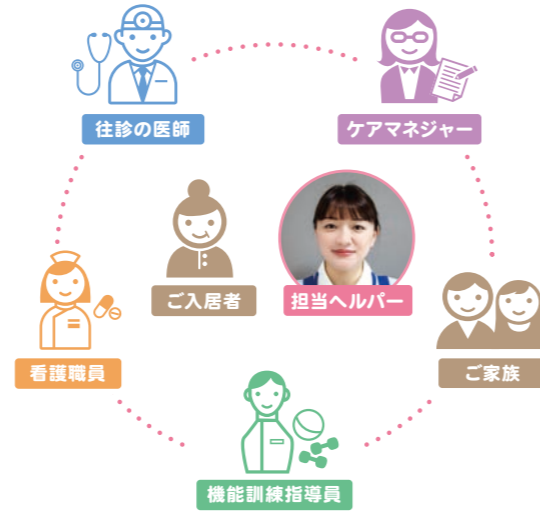 往診の医師
ケアマネジャー
ご入居者
担当ヘルパー
看護職員
ご家族
機能訓練指導員